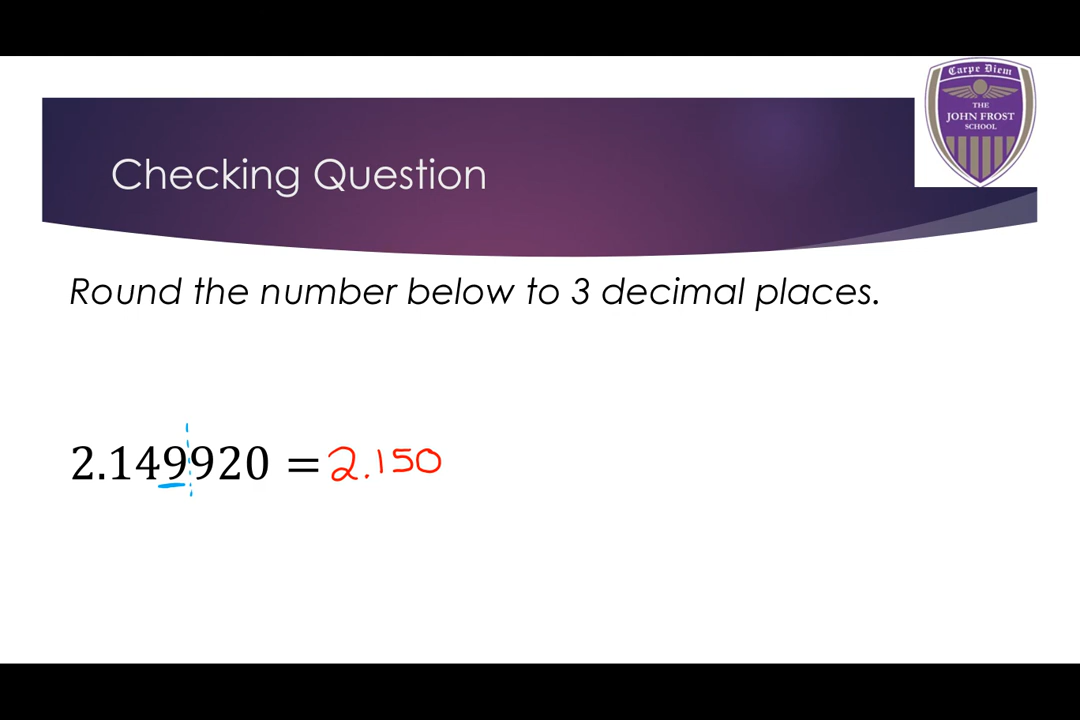 Carpe Diem
THE
JOHN FROST
SCHOOL
Checking Question
Round the number below to 3 decimal places.
2.149920 = 2.150